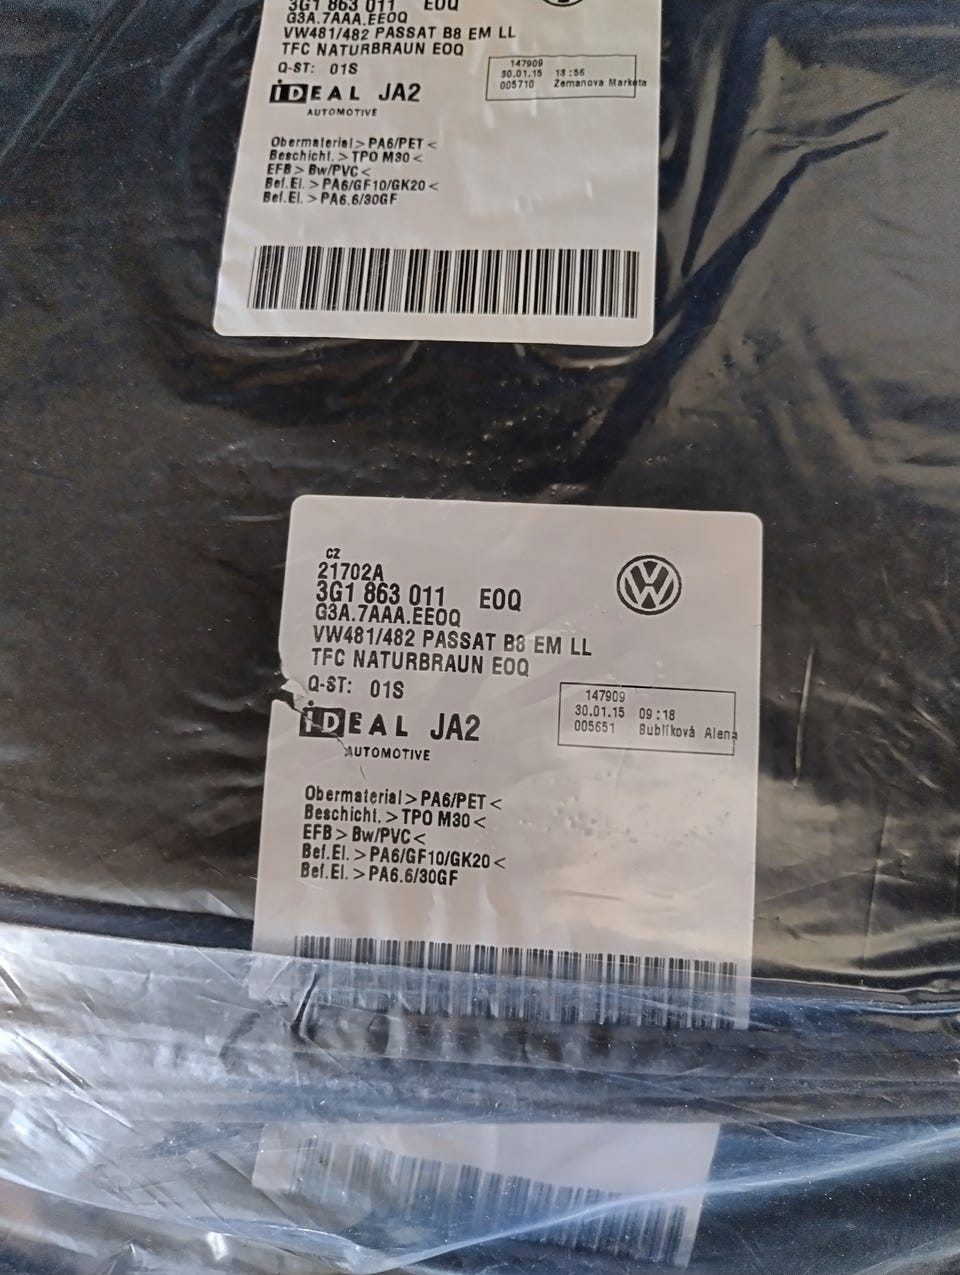 3G1 863 011 EOQ
G3A.7AAA.EEOQ
VW481/482 PASSAT B8 EM LL
TFC NATURBRAUN EOQ
Q-ST: 01S
147909
30.01.15 13:56
005710 Zemanova Marketa
iDEAL JA2
AUTOMOTIVE
Obermaterial>PA6/PET<
Beschicht.>TPO M30<
EFB>Bw/PVC<
Bef.El.>PA6/GF10/GK20<
Bef.El.>PA6.6/30GF
CZ
21702A
3G1 863 011 EOQ
G3A.7AAA.EEOQ
VW481/482 PASSAT B8 EM LL
TFC NATURBRAUN EOQ
Q-ST: 01S
147909
30.01.15 09:18
005651 Bublíková Alena
iDEAL JA2
AUTOMOTIVE
Obermaterial>PA6/PET<
Beschicht.>TPO M30<
EFB>Bw/PVC<
Bef.El.>PA6/GF10/GK20<
Bef.El.>PA6.6/30GF